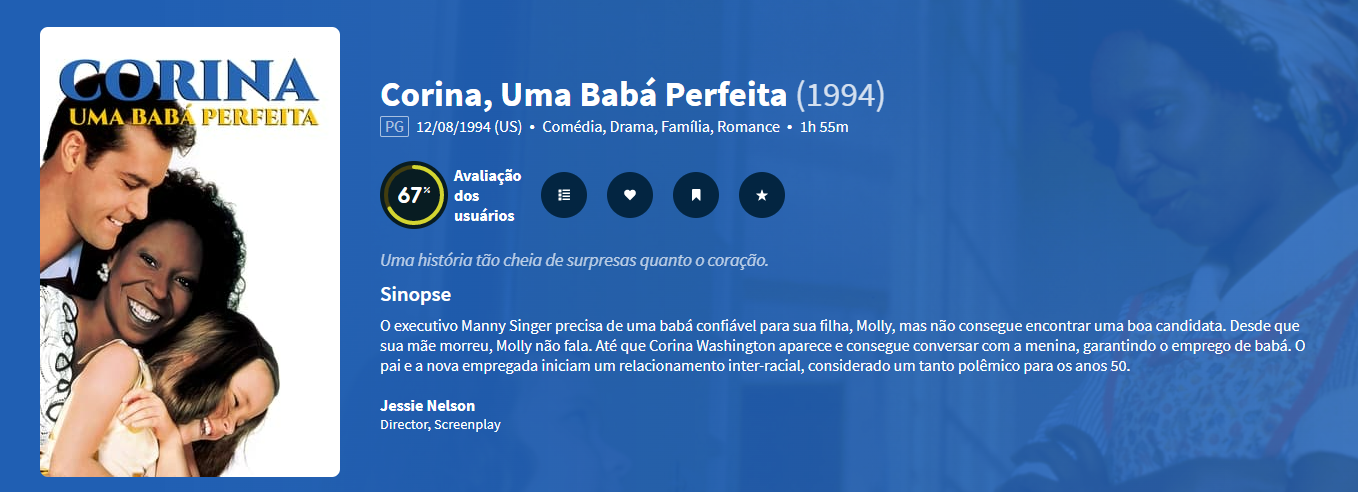 CORINA
UMA BABÁ PERFEITA
Corina, Uma Babá Perfeita (1994)
PG 12/08/1994 (US) • Comédia, Drama, Família, Romance • 1h 55m
67%
Avaliação
dos
usuários
Uma história tão cheia de surpresas quanto o coração.
Sinopse
O executivo Manny Singer precisa de uma babá confiável para sua filha, Molly, mas não consegue encontrar uma boa candidata. Desde que
sua mãe morreu, Molly não fala. Até que Corina Washington aparece e consegue conversar com a menina, garantindo o emprego de babá. O
pai e a nova empregada iniciam um relacionamento inter-racial, considerado um tanto polêmico para os anos 50.
Jessie Nelson
Director, Screenplay